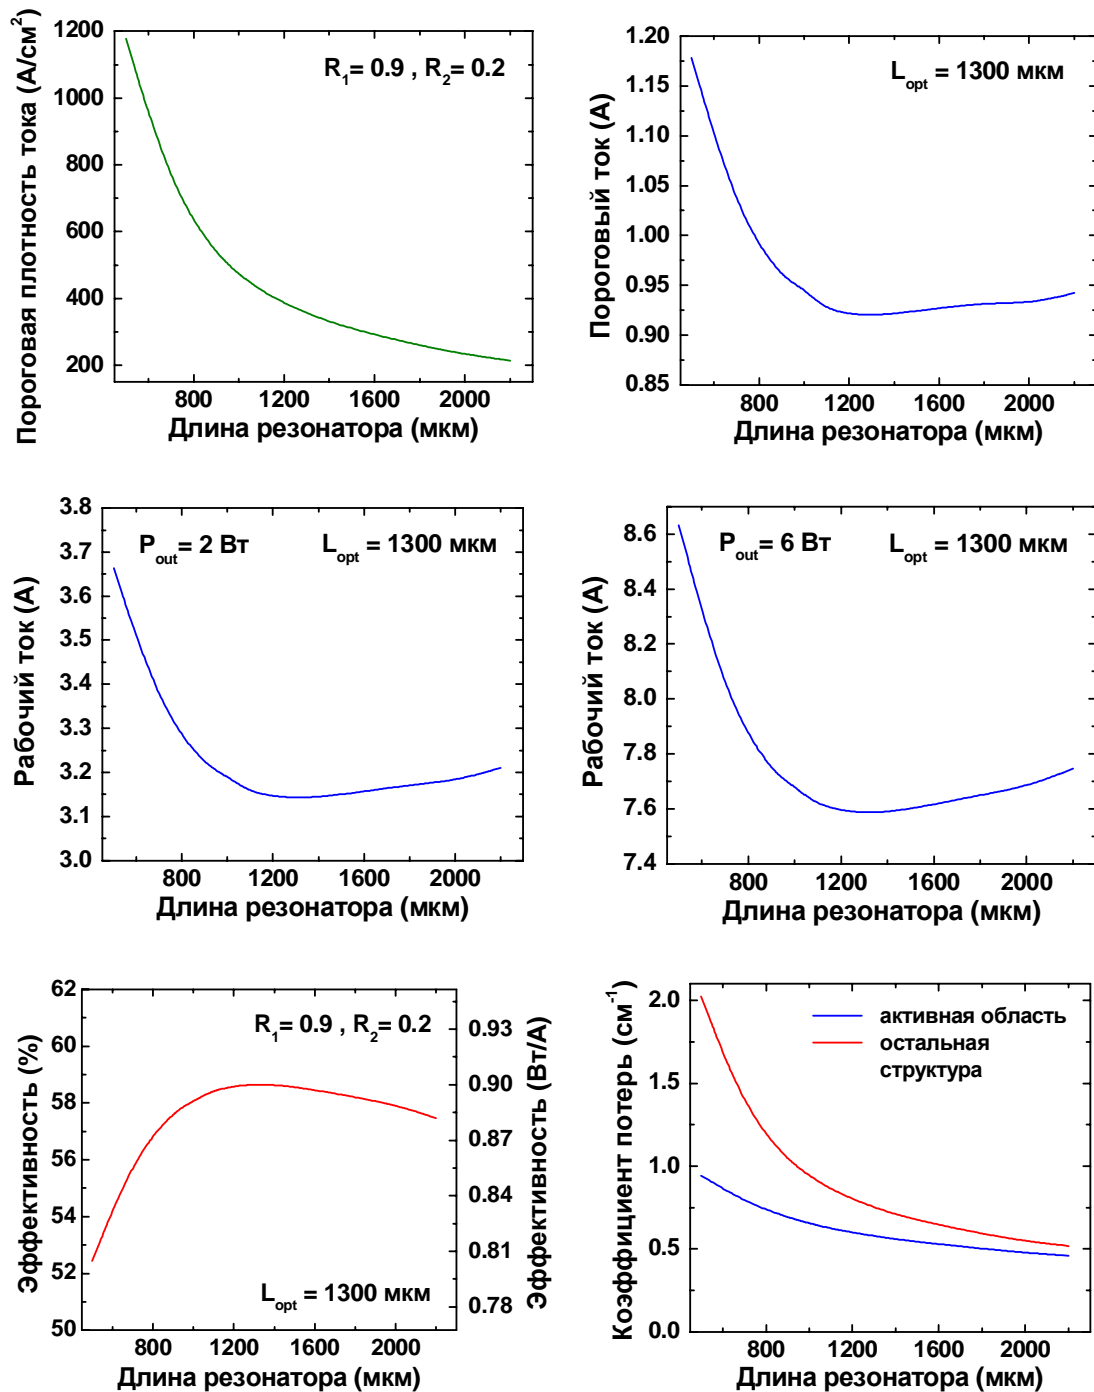 Пороговая плотность тока (А/см²)
1200
1000
800
600
400
200
R₁= 0.9 , R₂= 0.2
800 1200 1600 2000
Длина резонатора (мкм)
Пороговый ток (А)
1.20
1.15
1.10
1.05
1.00
0.95
0.90
0.85
L_opt = 1300 мкм
800 1200 1600 2000
Длина резонатора (мкм)
Рабочий ток (А)
3.8
3.7
3.6
3.5
3.4
3.3
3.2
3.1
3.0
P_out= 2 Вт L_opt = 1300 мкм
800 1200 1600 2000
Длина резонатора (мкм)
Рабочий ток (А)
8.6
8.4
8.2
8.0
7.8
7.6
7.4
P_out= 6 Вт L_opt = 1300 мкм
800 1200 1600 2000
Длина резонатора (мкм)
Эффективность (%)
62
60
58
56
54
52
50
R₁= 0.9 , R₂= 0.2
L_opt = 1300 мкм
0.93
0.90
0.87
0.84
0.81
0.78
Эффективность (Вт/А)
800 1200 1600 2000
Длина резонатора (мкм)
Коэффициент потерь (см⁻¹)
2.0
1.5
1.0
0.5
0.0
активная область
остальная
структура
800 1200 1600 2000
Длина резонатора (мкм)